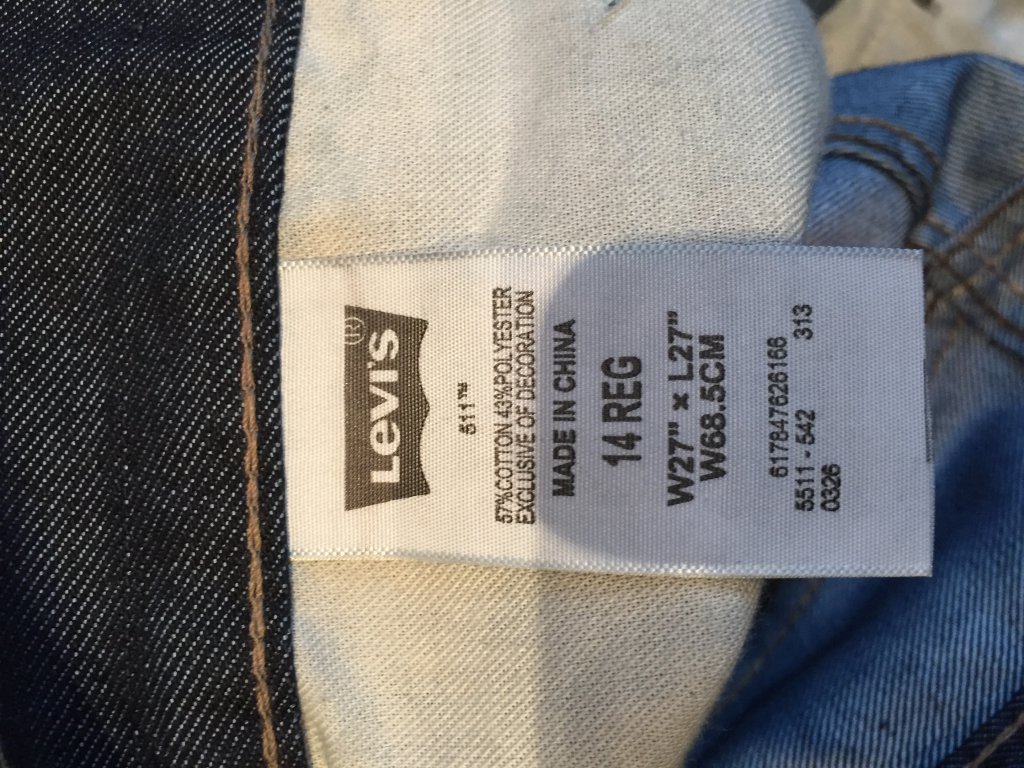 LEVI'S®
511™
57%COTTON 43%POLYESTER
EXCLUSIVE OF DECORATION
MADE IN CHINA
14 REG
W27" × L27"
W68.5CM
617847626166
5511 - 542 313
0326